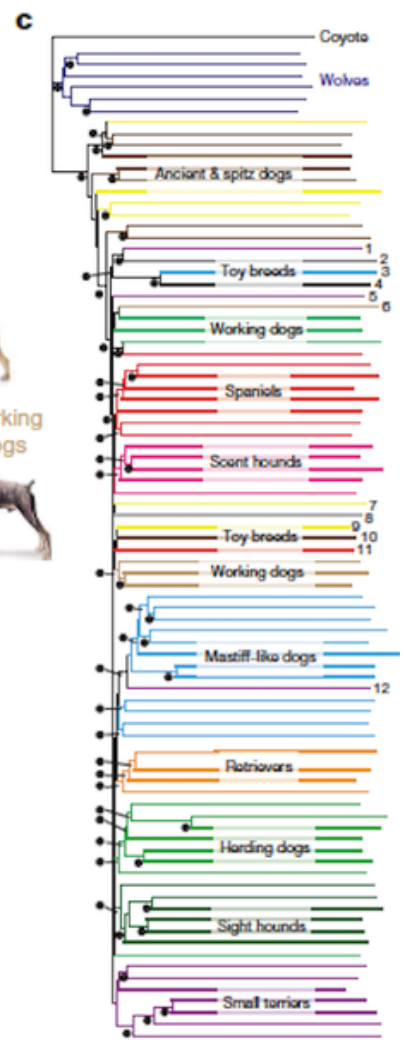 c
Coyote
Wolves
Ancient & spitz dogs
1
2
Toy breeds 3
4
5
6
Working dogs
Spaniels
rking
ogs
Scent hounds
7
8
9
Toy breeds 10
11
Working dogs
Mastiff-like dogs
12
Retrievers
Herding dogs
Sight hounds
Small terriers